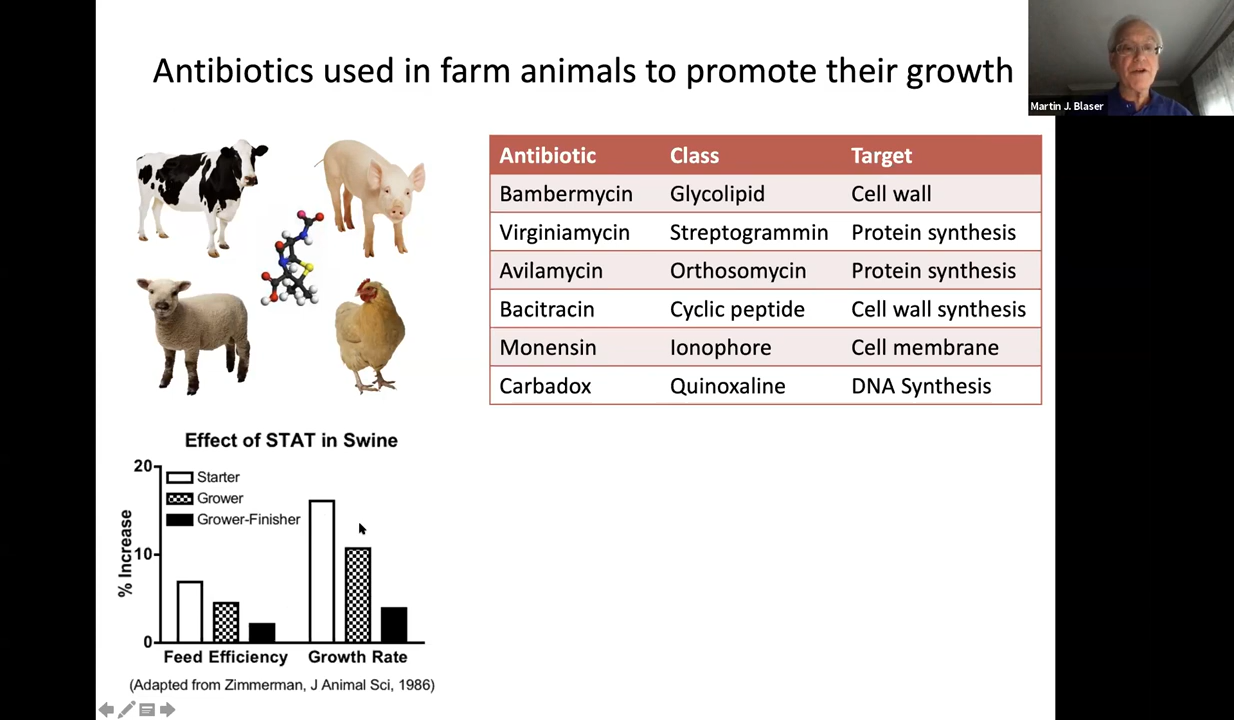 Antibiotics used in farm animals to promote their growth
Martin J. Blaser
Antibiotic Class Target
Bambermycin Glycolipid Cell wall
Virginiamycin Streptogrammin Protein synthesis
Avilamycin Orthosomycin Protein synthesis
Bacitracin Cyclic peptide Cell wall synthesis
Monensin Ionophore Cell membrane
Carbadox Quinoxaline DNA Synthesis
Effect of STAT in Swine
% Increase
20
10
0
Starter
Grower
Grower-Finisher
Feed Efficiency Growth Rate
(Adapted from Zimmerman, J Animal Sci, 1986)